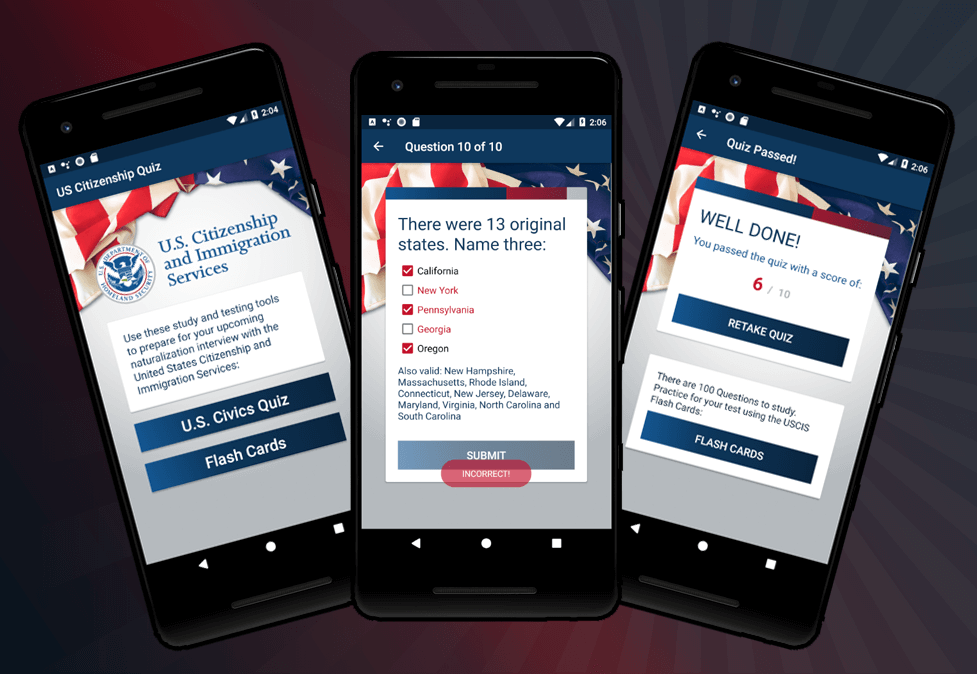 2:04
US Citizenship Quiz
U.S. DEPARTMENT OF
HOMELAND SECURITY
U.S. Citizenship
and Immigration
Services
Use these study and testing tools
to prepare for your upcoming
naturalization interview with the
United States Citizenship and
Immigration Services:
U.S. Civics Quiz
Flash Cards
2:06
Question 10 of 10
There were 13 original
states. Name three:
California
New York
Pennsylvania
Georgia
Oregon
Also valid: New Hampshire,
Massachusetts, Rhode Island,
Connecticut, New Jersey, Delaware,
Maryland, Virginia, North Carolina and
South Carolina
SUBMIT
INCORRECT!
2:06
Quiz Passed!
WELL DONE!
You passed the quiz with a score of:
6 / 10
RETAKE QUIZ
There are 100 Questions to study.
Practice for your test using the USCIS
Flash Cards:
FLASH CARDS